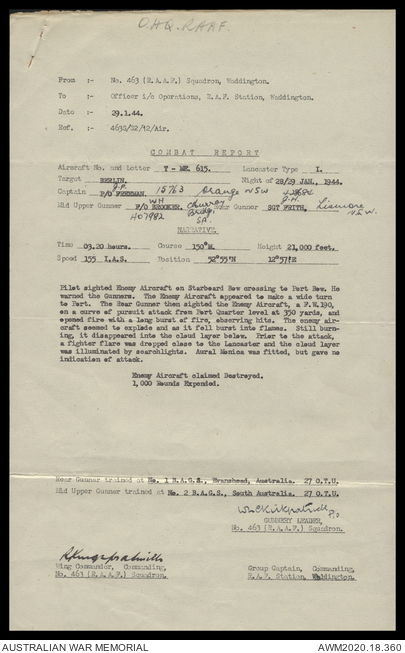 O.H.Q. R.A.A.F.
From :- No. 463 (R.A.A.F.) Squadron, Waddington.
To :- Officer i/c Operations, R.A.F. Station, Waddington.
Date :- 29.1.44.
Ref. :- 463S/22/12/Air.
COMBAT REPORT
Aircraft No. and Letter T - ME 615. Lancaster Type I.
Target BERLIN. Night of 28/29 JAN., 1944.
Captain P/O FREEMAN. 15763 Orange NSW
Mid Upper Gunner W H P/O 407982 Murray Bridge SA Rear Gunner J.H. SGT FRITH. Lismore N.S.W.
NARRATIVE
Time 03.20 hours. Course 150°M. Height 21,000 feet.
Speed 155 I.A.S. Position 52°55'N 12°57'E
Pilot sighted Enemy Aircraft on Starboard Bow crossing to Port Bow. He
warned the Gunners. The Enemy Aircraft appeared to make a wide turn
to Port. The Rear Gunner then sighted the Enemy Aircraft, a F.W.190,
on a curve of pursuit attack from Port Quarter level at 350 yards, and
opened fire with a long burst of fire, observing hits. The enemy air-
craft seemed to explode and as it fell burst into flames. Still burn-
ing, it disappeared into the cloud layer below. Prior to the attack,
a fighter flare was dropped close to the Lancaster and the cloud layer
was illuminated by searchlights. Aural Monica was fitted, but gave no
indication of attack.
Enemy Aircraft claimed Destroyed.
1,000 Rounds Expended.
Rear Gunner trained at No. 1 B.A.G.S., Evanshead, Australia. 27 O.T.U.
Mid Upper Gunner trained at No. 2 B.A.G.S., South Australia. 27 O.T.U.
P/O
GUNNERY LEADER,
No. 463 (R.A.A.F.) Squadron.
Wing Commander, Commanding,
No. 463 (R.A.A.F.) Squadron.
Group Captain, Commanding,
R.A.F. Station, Waddington.
AUSTRALIAN WAR MEMORIAL
AWM2020.18.360